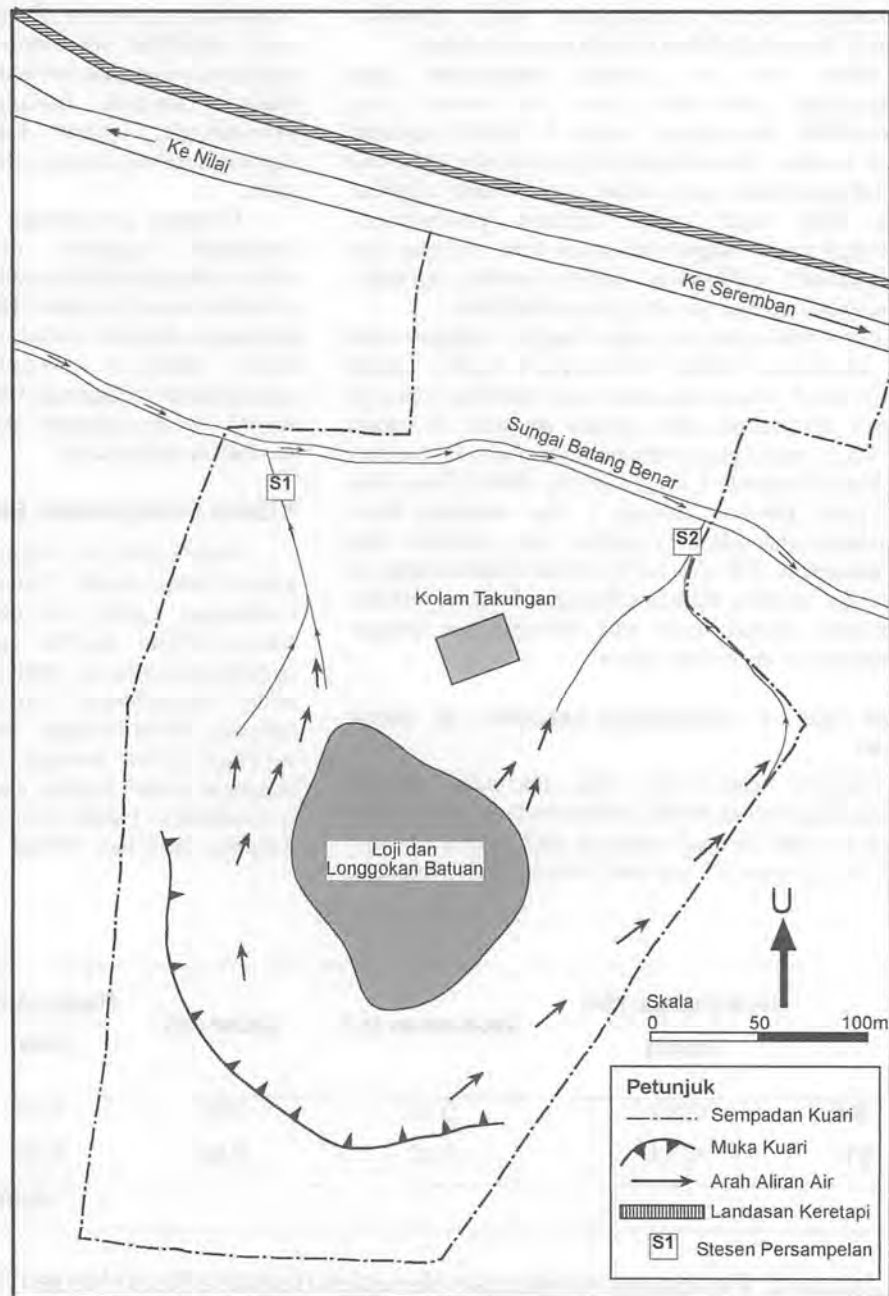 Ke Nilai
Ke Seremban
Sungai Batang Benar
S1
S2
Kolam Takungan
Loji dan
Longgokan Batuan
U
Skala
0 50 100m
Petunjuk
Sempadan Kuari
Muka Kuari
Arah Aliran Air
Landasan Keretapi
S1 Stesen Persampelan